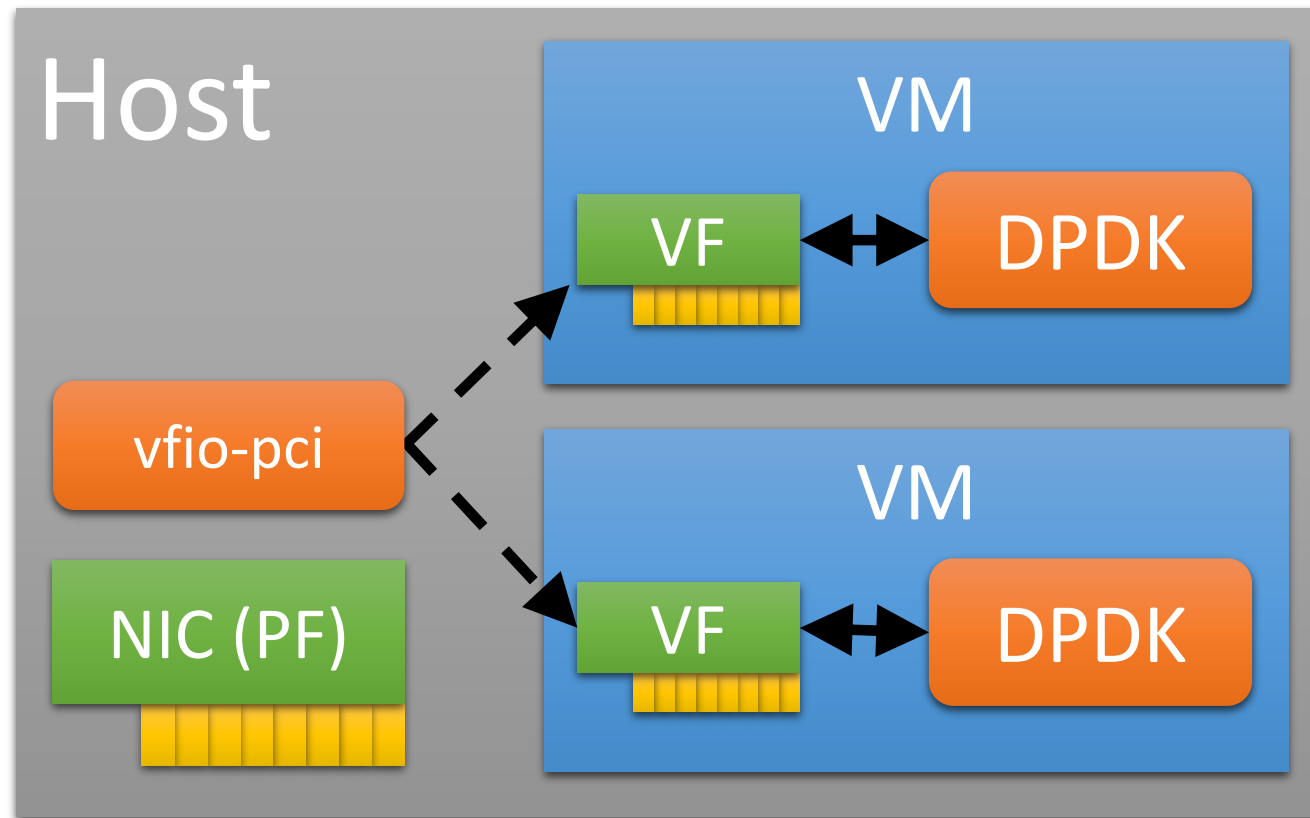 Host
VM
VF
DPDK
vfio-pci
NIC (PF)
VM
VF
DPDK